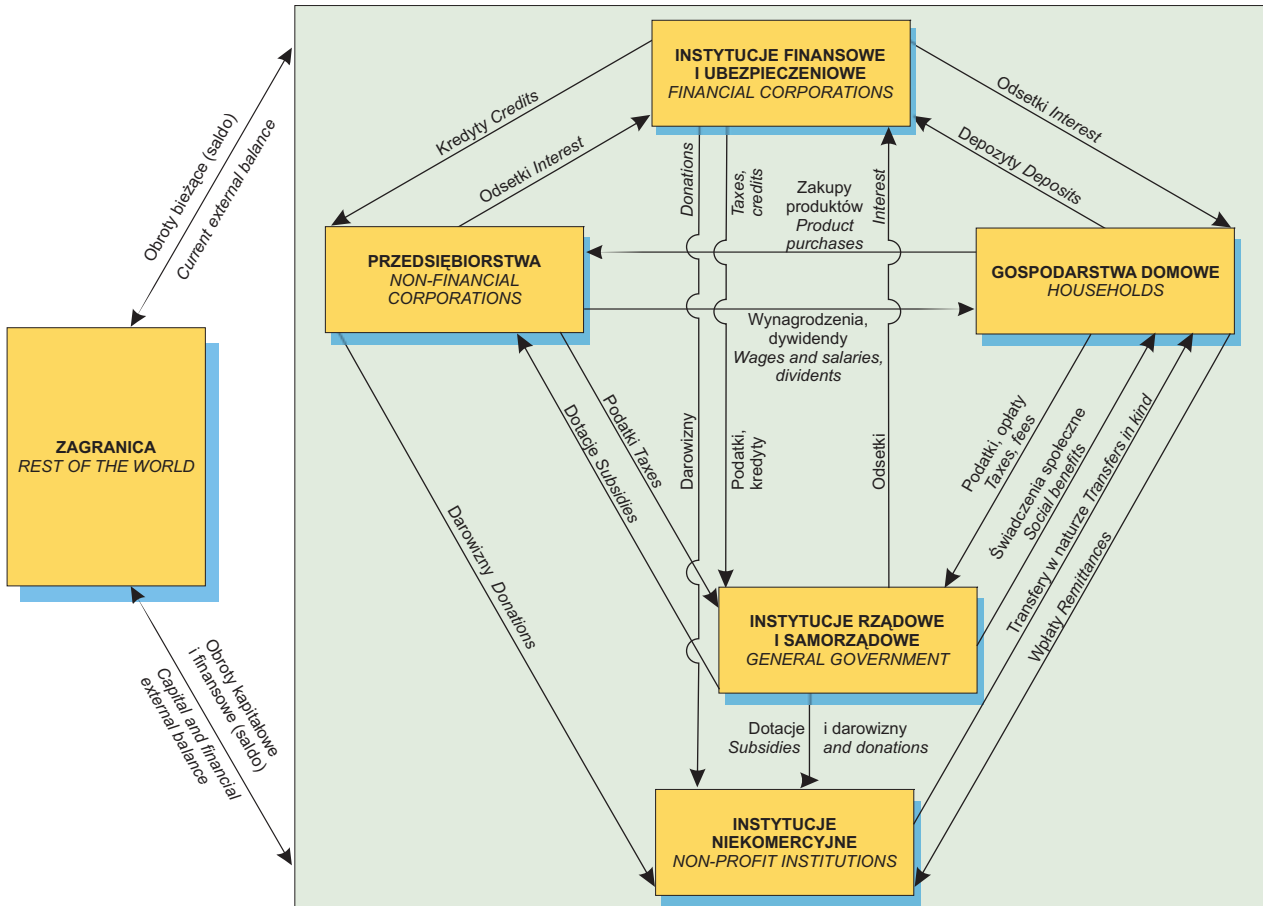 INSTYTUCJE FINANSOWE
I UBEZPIECZENIOWE
FINANCIAL CORPORATIONS
Kredyty Credits
Odsetki Interest
Donations
Taxes,
credits
Interest
Odsetki Interest
Depozyty Deposits
Zakupy
produktów
Product
purchases
Obroty bieżące (saldo)
Current external balance
PRZEDSIĘBIORSTWA
NON-FINANCIAL
CORPORATIONS
GOSPODARSTWA DOMOWE
HOUSEHOLDS
Wynagrodzenia,
dywidendy
Wages and salaries,
dividents
ZAGRANICA
REST OF THE WORLD
Podatki Taxes
Dotacje Subsidies
Darowizny
Podatki,
kredyty
Odsetki
Podatki, opłaty
Taxes, fees
Świadczenia społeczne
Social benefits
Transfery w naturze Transfers in kind
Wpłaty Remittances
Darowizny Donations
INSTYTUCJE RZĄDOWE
I SAMORZĄDOWE
GENERAL GOVERNMENT
Obroty kapitałowe
i finansowe (saldo)
Capital and financial
external balance
Dotacje i darowizny
Subsidies and donations
INSTYTUCJE
NIEKOMERCYJNE
NON-PROFIT INSTITUTIONS